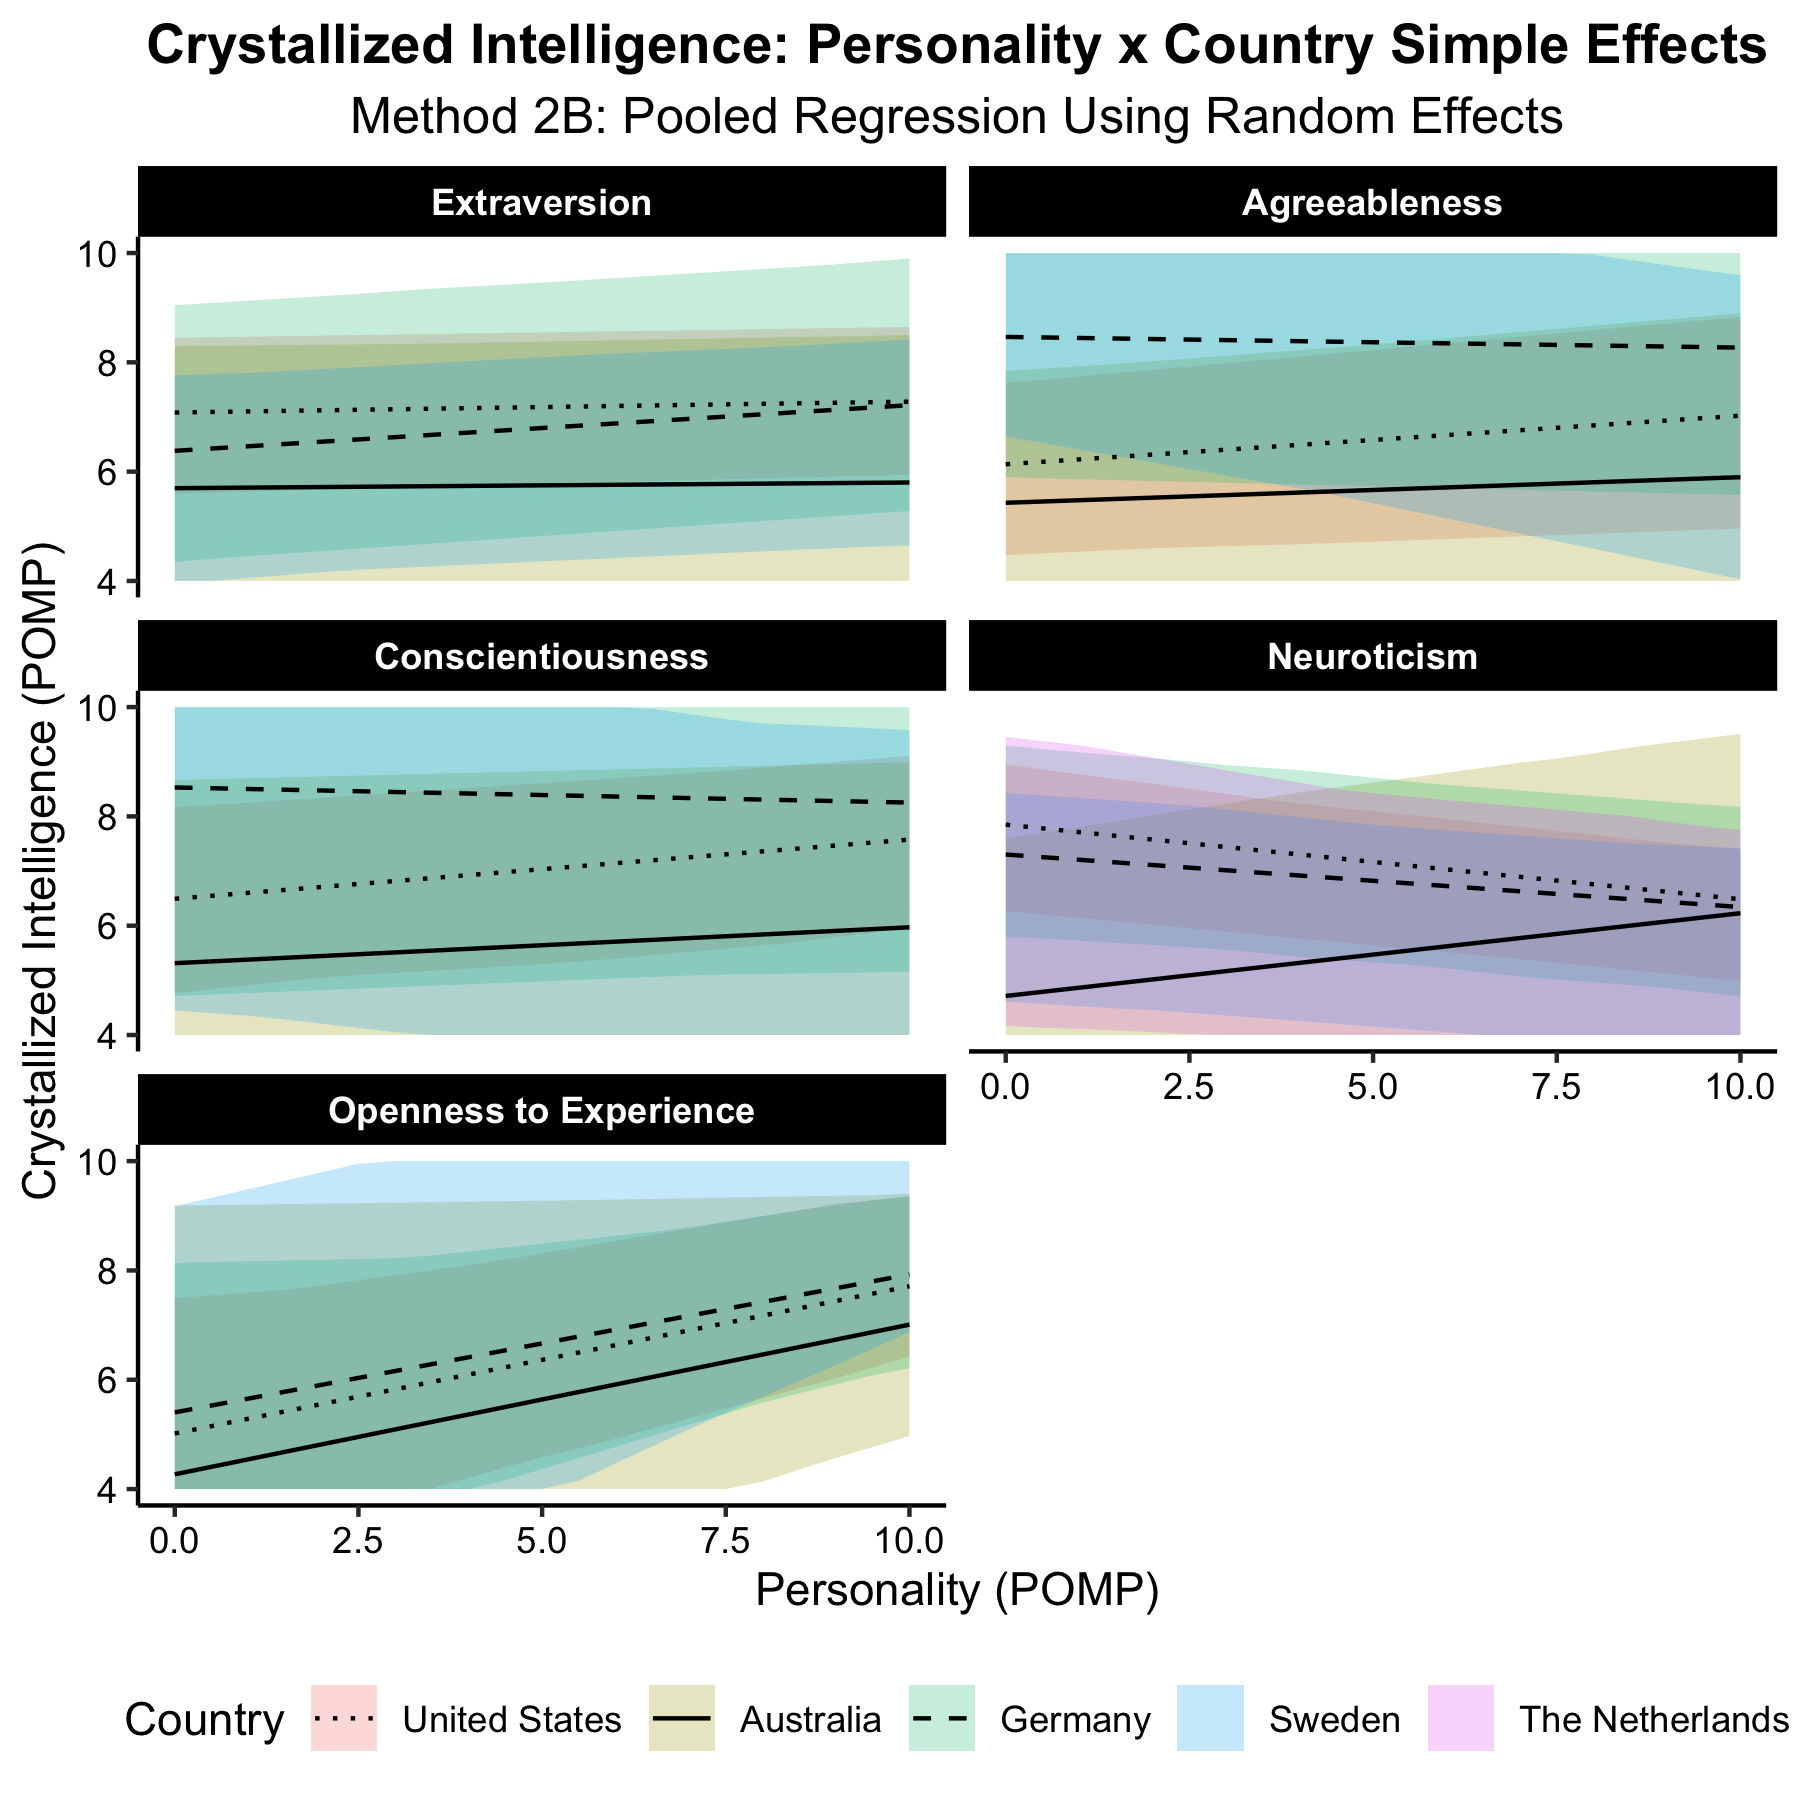 Crystallized Intelligence: Personality x Country Simple Effects
Method 2B: Pooled Regression Using Random Effects
Extraversion
Agreeableness
10
8
6
4
Conscientiousness
Neuroticism
10
8
6
4
0.0 2.5 5.0 7.5 10.0
Openness to Experience
10
8
6
4
0.0 2.5 5.0 7.5 10.0
Crystallized Intelligence (POMP)
Personality (POMP)
Country United States Australia Germany Sweden The Netherlands